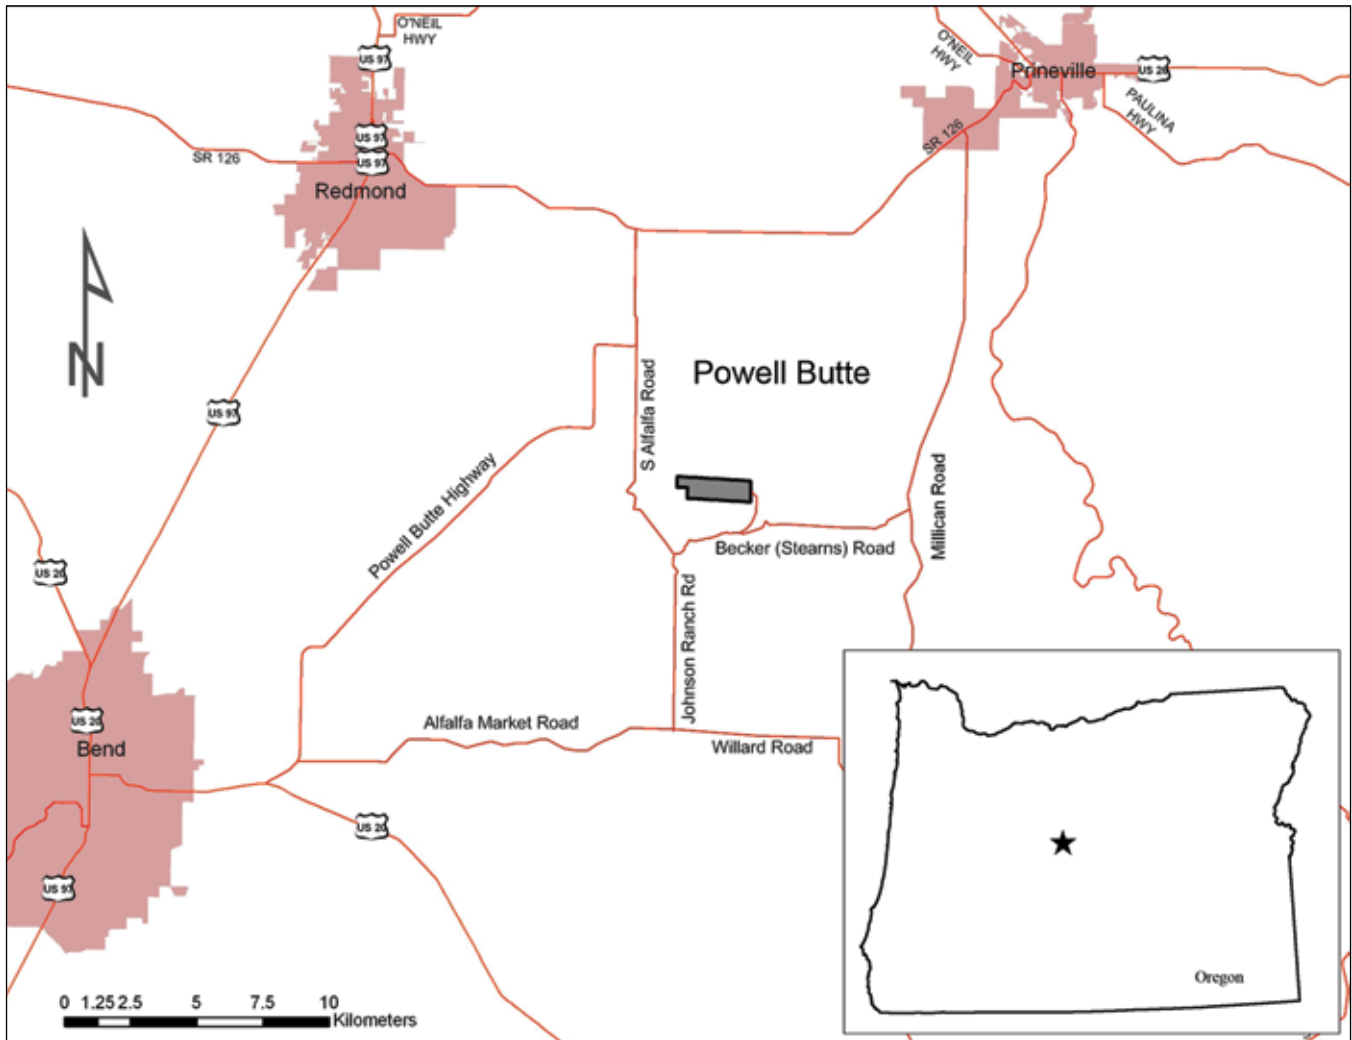 O'NEIL
HWY
US 97
O'NEIL
HWY
Prineville
US 26
PAULINA
HWY
US 97
SR 126
US 97
SR 126
Redmond
Powell Butte
S Alfalfa Road
US 97
Powell Butte Highway
Millican Road
Becker (Stearns) Road
US 20
Johnson Ranch Rd
US 20
Bend
Alfalfa Market Road
Willard Road
US 20
US 97
N
Oregon
0 1.25 2.5 5 7.5 10
Kilometers